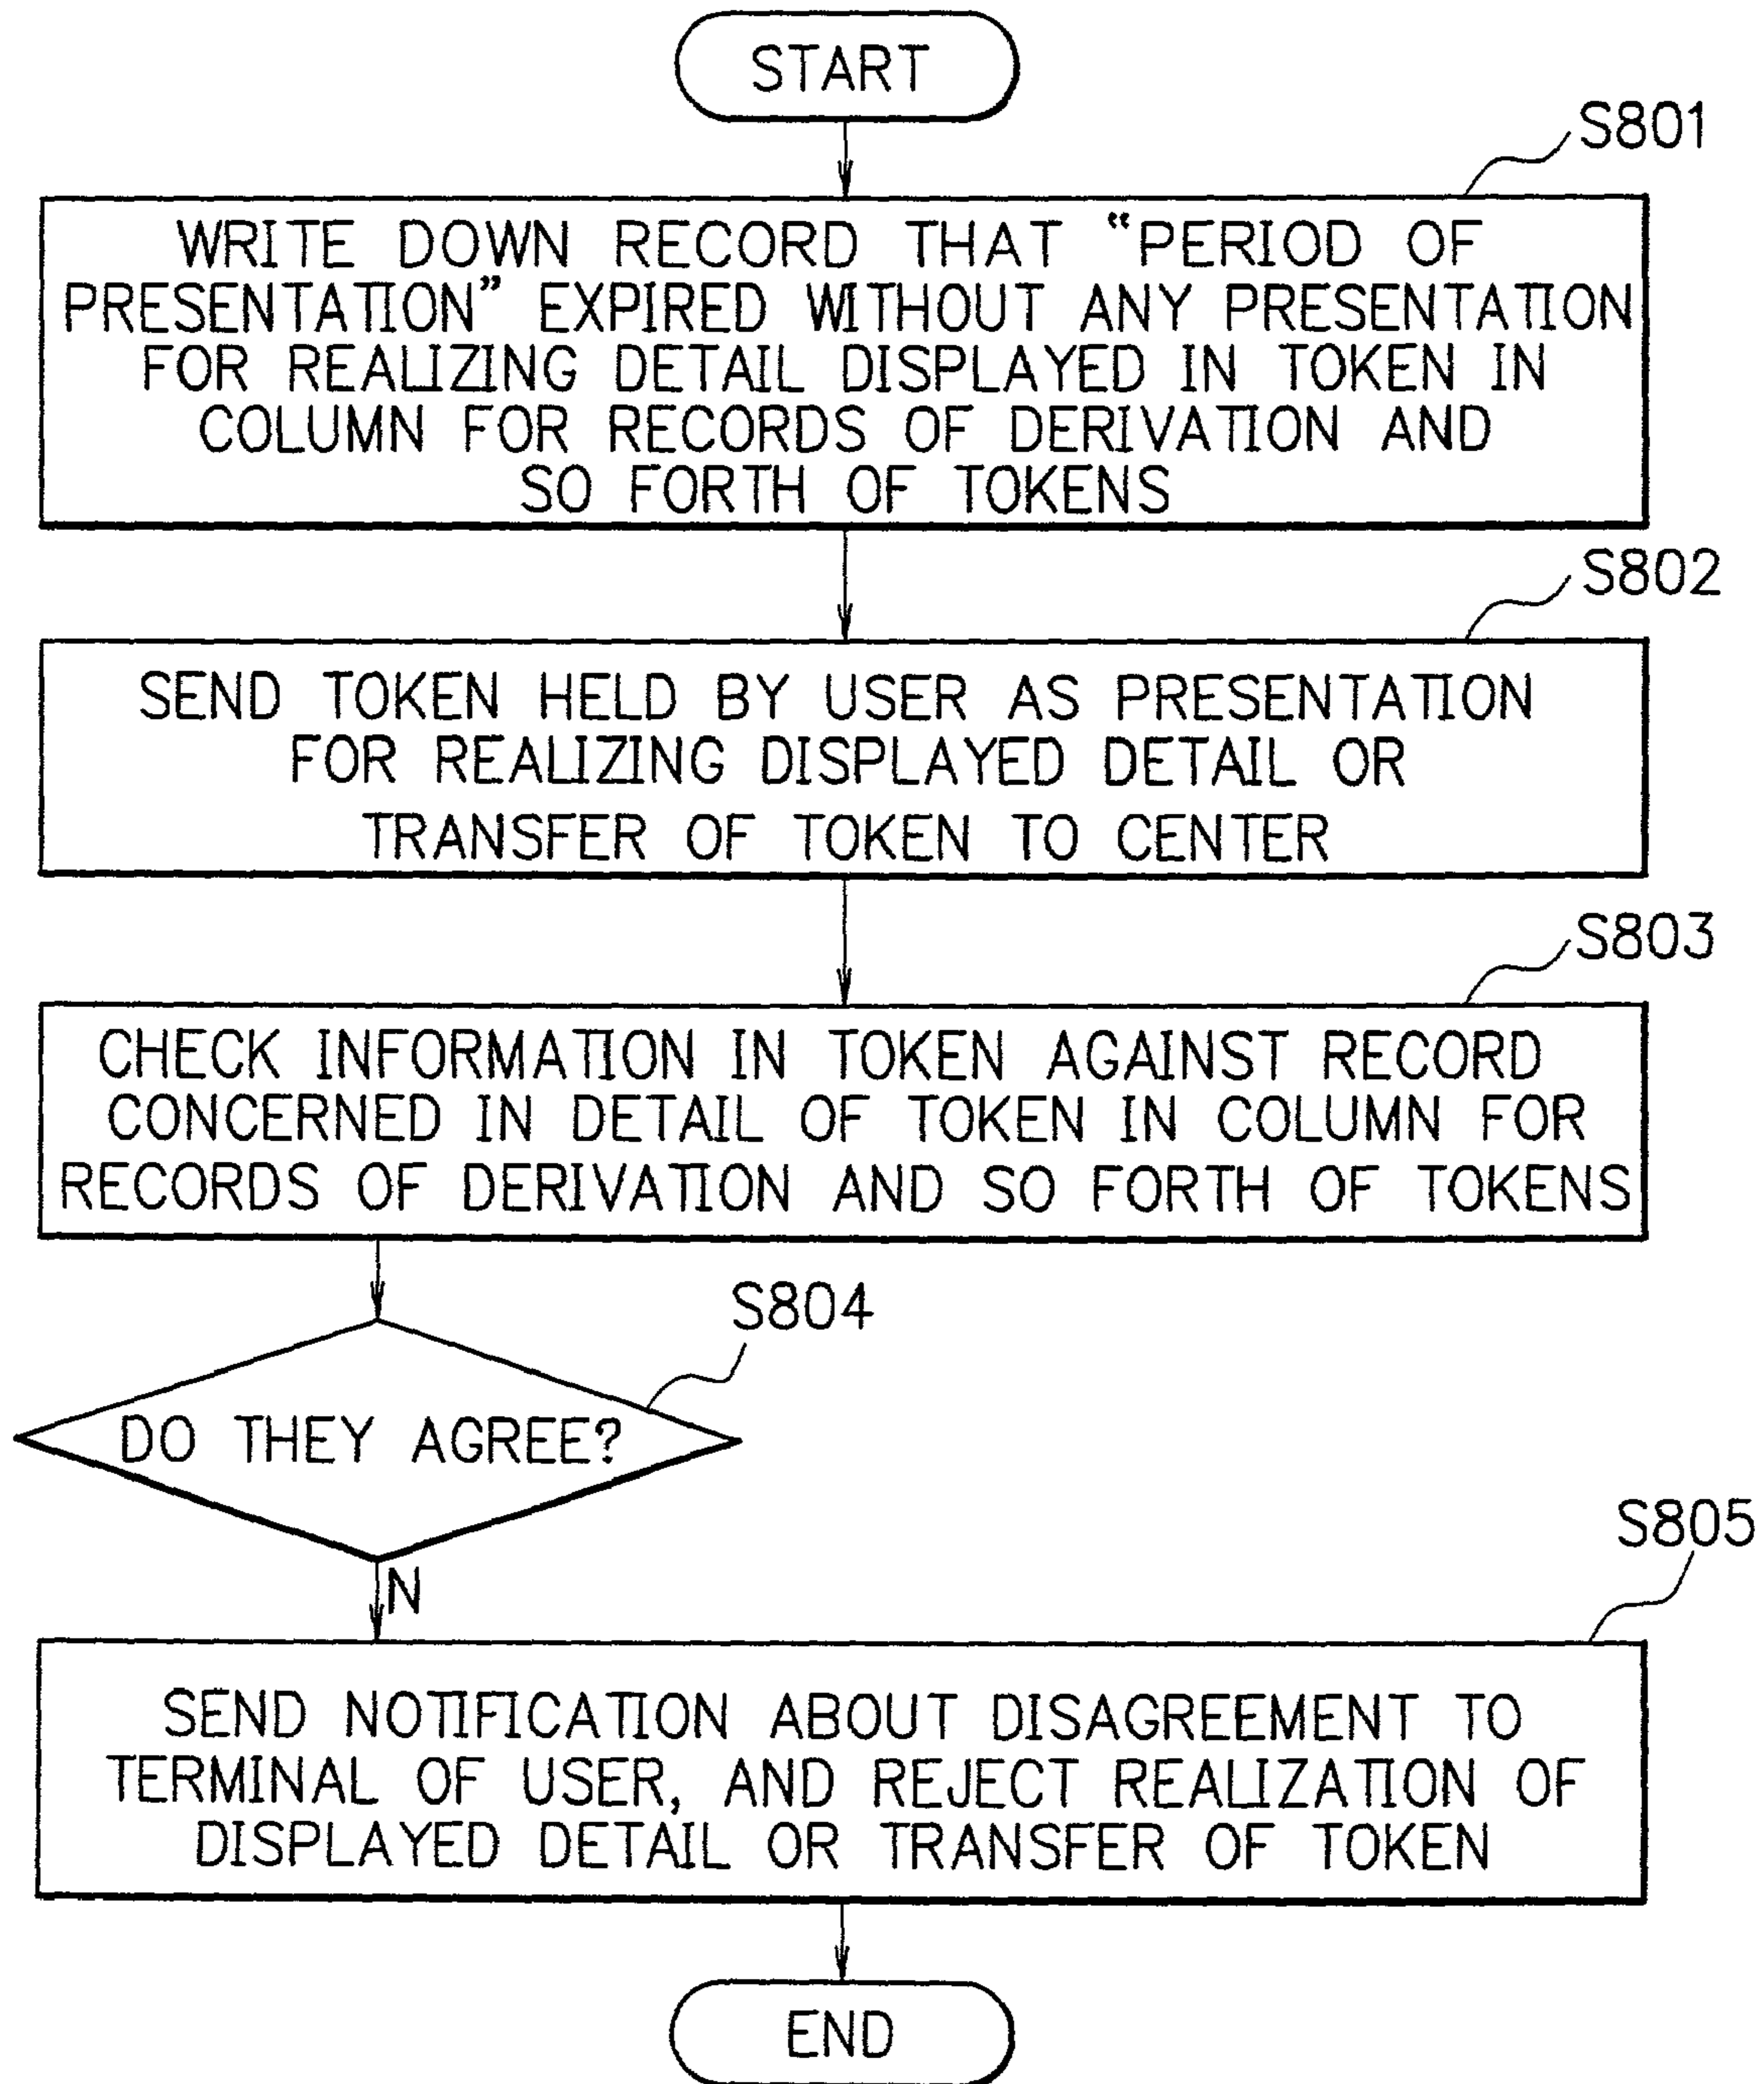 START
S801
WRITE DOWN RECORD THAT “PERIOD OF
PRESENTATION” EXPIRED WITHOUT ANY PRESENTATION
FOR REALIZING DETAIL DISPLAYED IN TOKEN IN
COLUMN FOR RECORDS OF DERIVATION AND
SO FORTH OF TOKENS
S802
SEND TOKEN HELD BY USER AS PRESENTATION
FOR REALIZING DISPLAYED DETAIL OR
TRANSFER OF TOKEN TO CENTER
S803
CHECK INFORMATION IN TOKEN AGAINST RECORD
CONCERNED IN DETAIL OF TOKEN IN COLUMN FOR
RECORDS OF DERIVATION AND SO FORTH OF TOKENS
S804
DO THEY AGREE?
N
S805
SEND NOTIFICATION ABOUT DISAGREEMENT TO
TERMINAL OF USER, AND REJECT REALIZATION OF
DISPLAYED DETAIL OR TRANSFER OF TOKEN
END